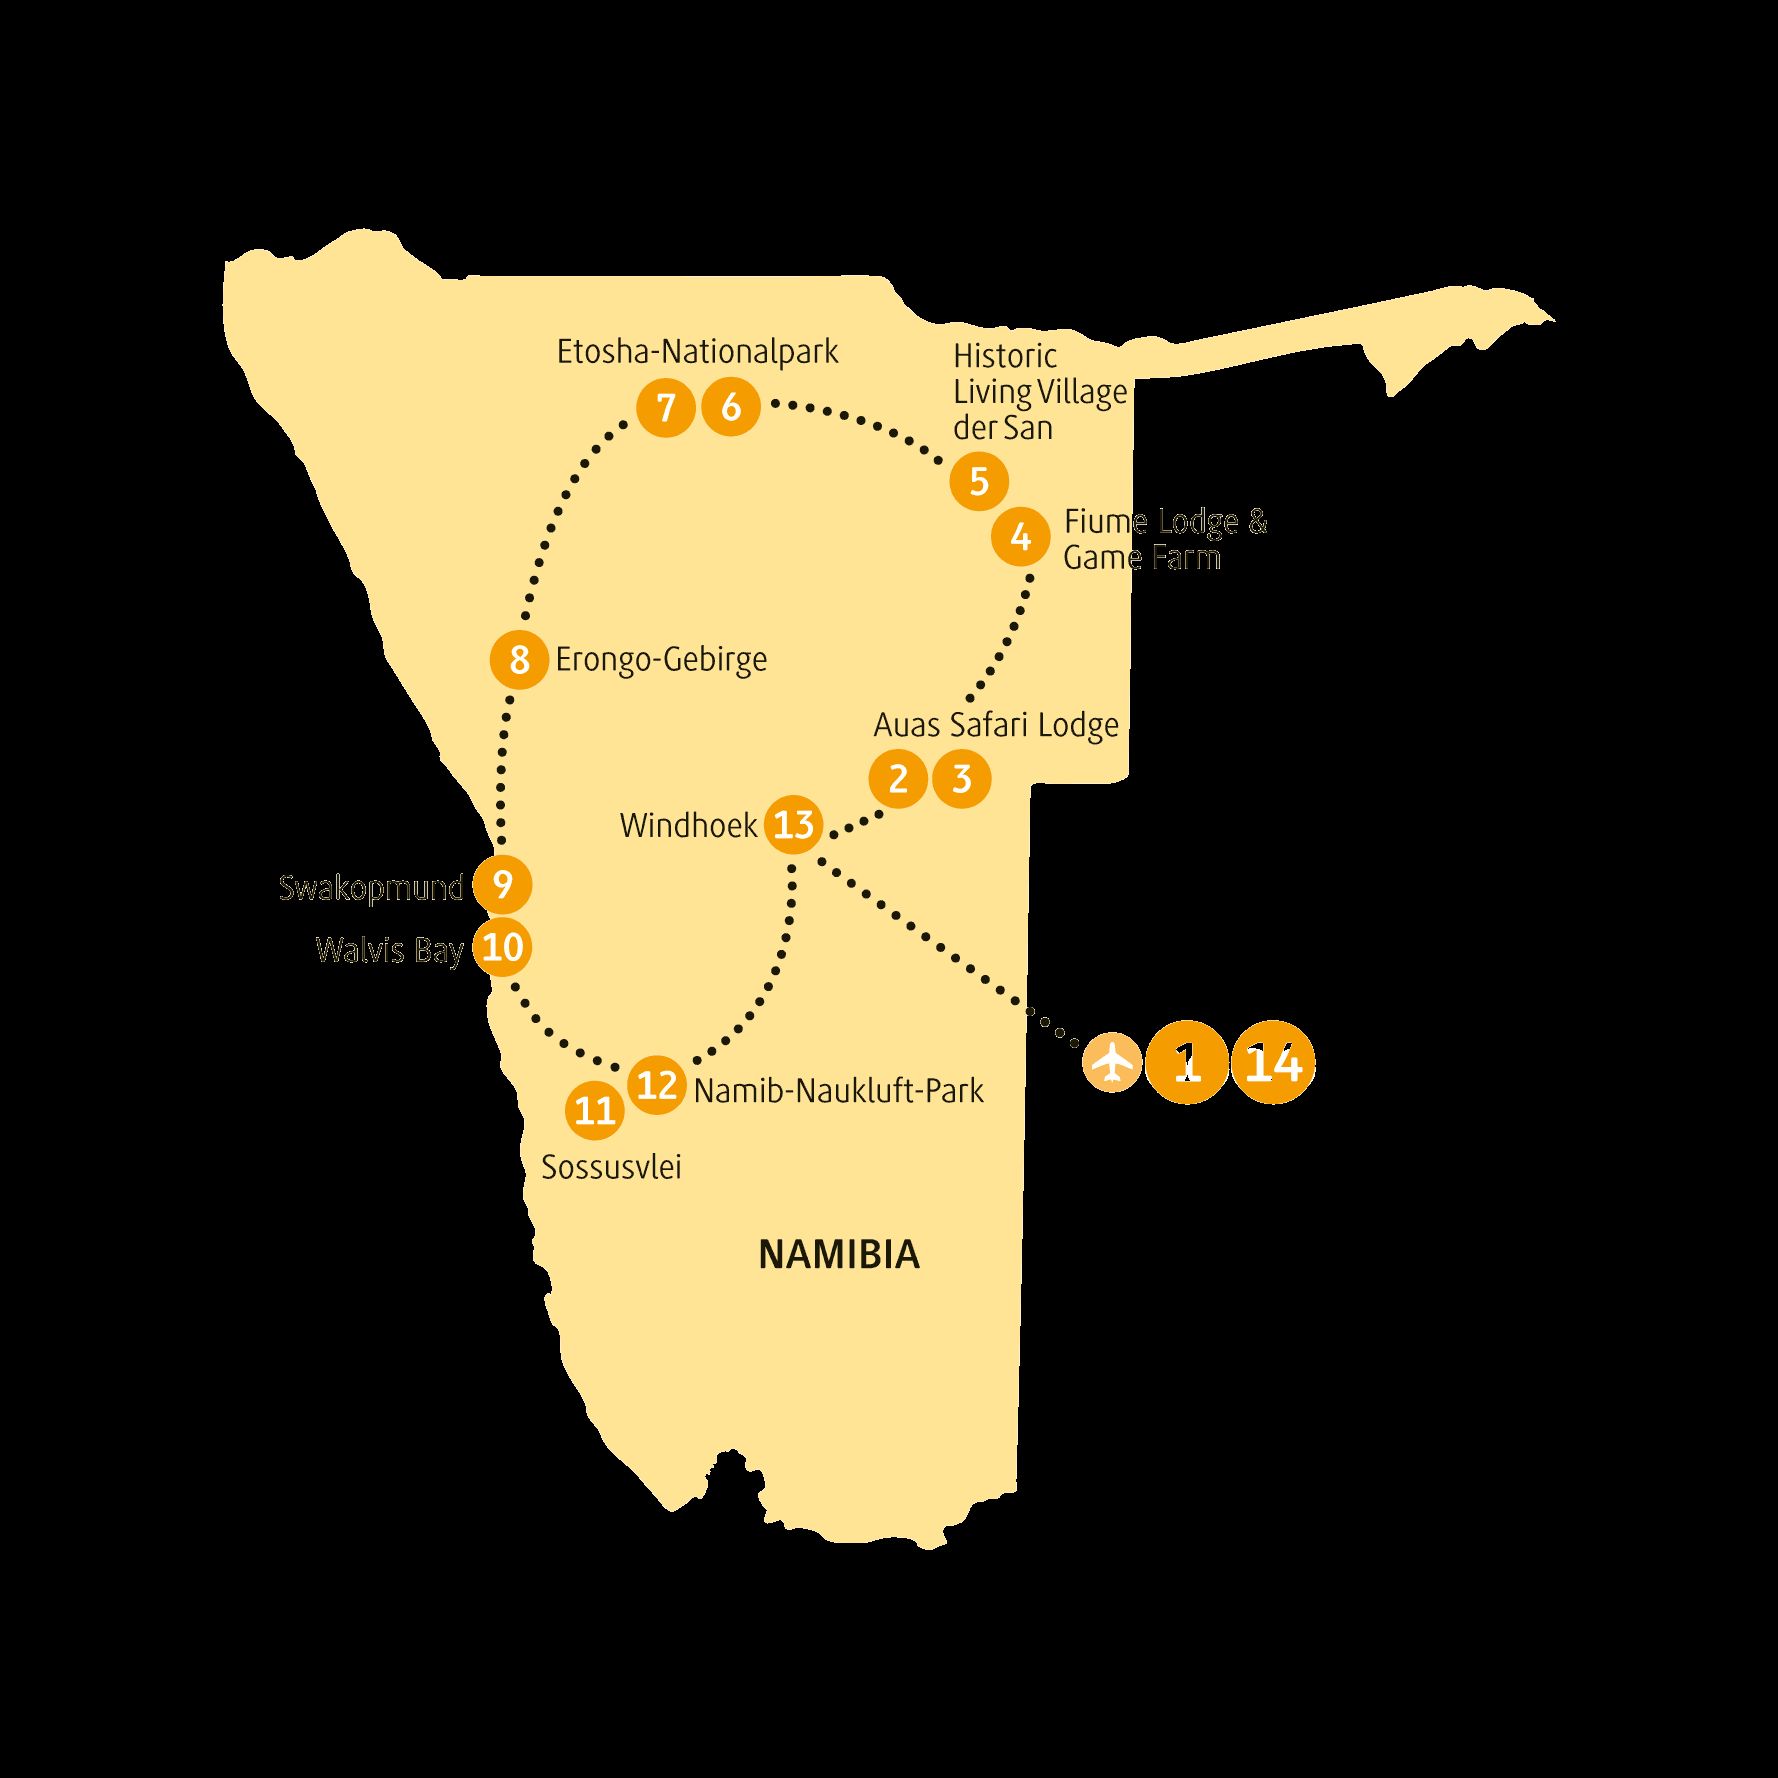 Etosha-Nationalpark
7 6
Historic
Living Village
der San
5
4
Fiume Lodge &
Game Farm
8 Erongo-Gebirge
Auas Safari Lodge
2 3
Windhoek 13
Swakopmund 9
Walvis Bay 10
1 14
12 Namib-Naukluft-Park
11
Sossusvlei
NAMIBIA